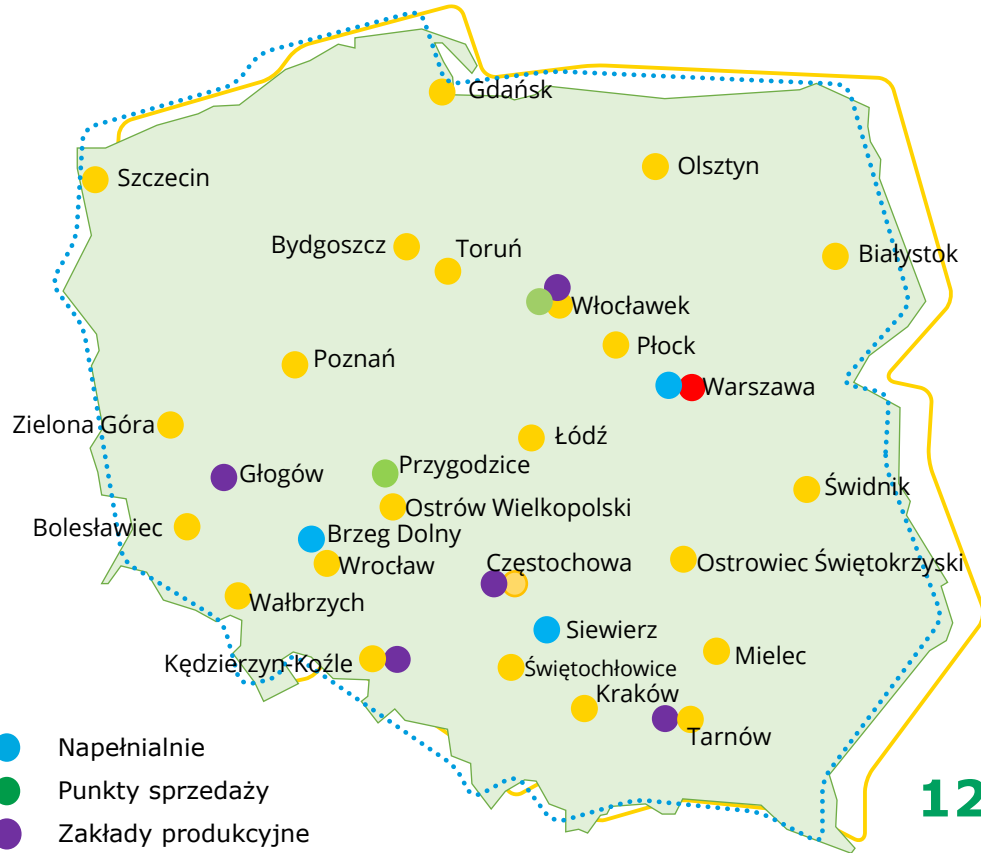 Gdańsk
Szczecin
Olsztyn
Bydgoszcz
Toruń
Białystok
Włocławek
Płock
Poznań
Warszawa
Zielona Góra
Łódź
Przygodzice
Głogów
Świdnik
Ostrów Wielkopolski
Bolesławiec
Brzeg Dolny
Wrocław
Częstochowa
Ostrowiec Świętokrzyski
Wałbrzych
Siewierz
Mielec
Kędzierzyn-Koźle
Świętochłowice
Kraków
Tarnów
Napełnialnie
Punkty sprzedaży
Zakłady produkcyjne
12